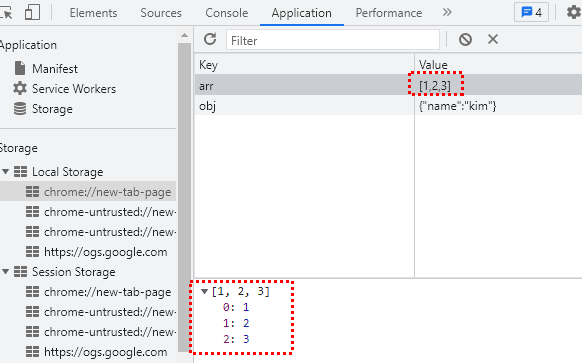 Elements Sources Application Performance » 4
Application
Manifest
Service Workers
Storage
Storage
Local Storage
chrome://new-tab-page
chrome-untrusted://new-
chrome-untrusted://new-
https://ogs.google.com
Session Storage
chrome://new-tab-page
chrome-untrusted://new-
chrome-untrusted://new-
https://ogs.google.com
Filter
Key Value
arr [1,2,3]
obj {"name":"kim"}
[1, 2, 3]
0: 1
1: 2
2: 3